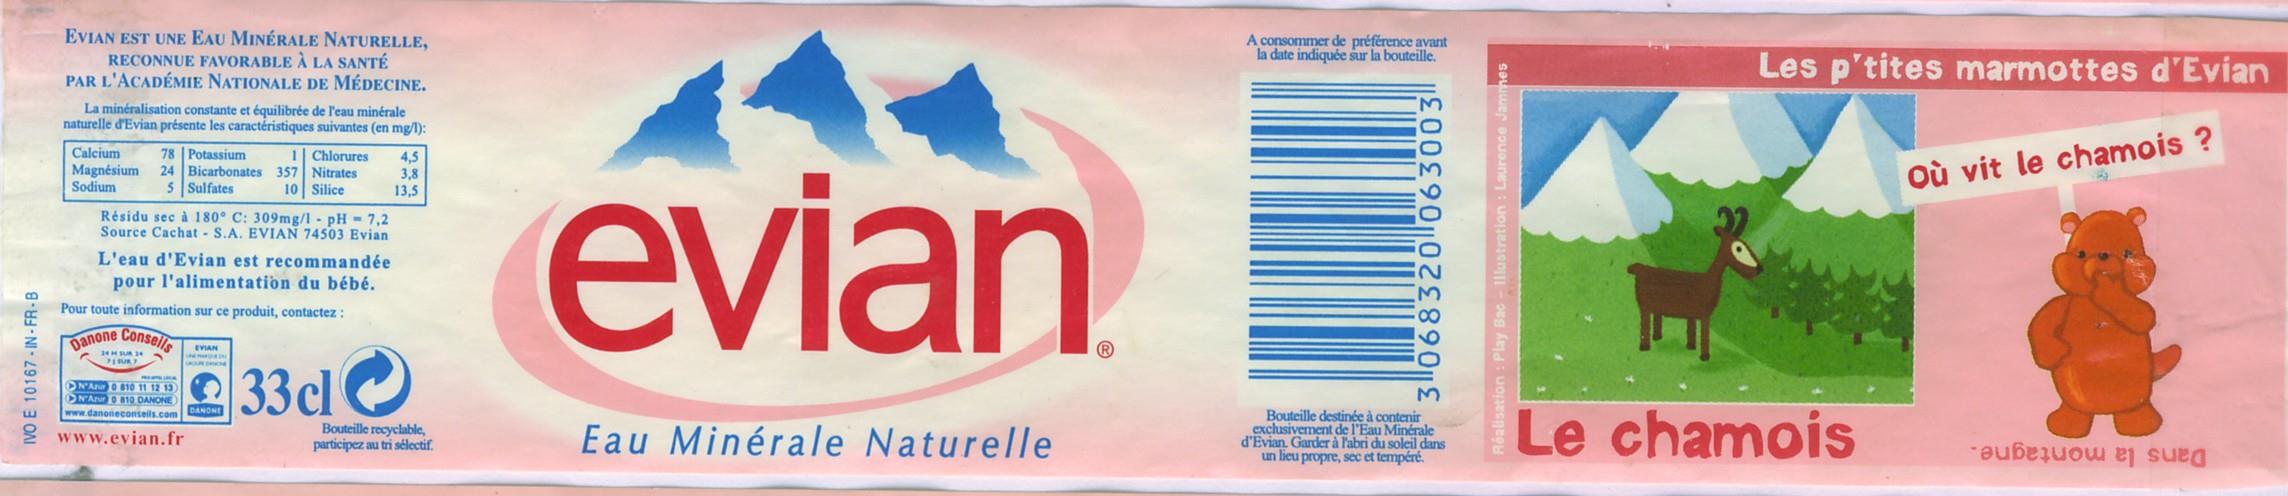 EVIAN EST UNE EAU MINÉRALE NATURELLE,
RECONNUE FAVORABLE À LA SANTÉ
PAR L'ACADÉMIE NATIONALE DE MÉDECINE.
La minéralisation constante et équilibrée de l'eau minérale
naturelle d'Evian présente les caractéristiques suivantes (en mg/l):
Calcium 78 Potassium 1 Chlorures 4,5
Magnésium 24 Bicarbonates 357 Nitrates 3,8
Sodium 5 Sulfates 10 Silice 13,5
Résidu sec à 180° C: 309mg/l - pH = 7,2
Source Cachat - S.A. EVIAN 74503 Evian
L'eau d'Evian est recommandée
pour l'alimentation du bébé.
Pour toute information sur ce produit, contactez :
Danone Conseils
24 H SUR 24
7 J SUR 7
PRIX APPEL LOCAL
N°Azur 0 810 11 12 13
N°Azur 0 810 DANONE
www.danoneconseils.com
EVIAN
UNE MARQUE DU
GROUPE DANONE
DANONE
33cl
www.evian.fr
Bouteille recyclable,
participez au tri sélectif.
IVO E 10167 - IN - FR - B
evian®
Eau Minérale Naturelle
A consommer de préférence avant
la date indiquée sur la bouteille.
3 068320 063003
Bouteille destinée à contenir
exclusivement de l'Eau Minérale
d'Evian. Garder à l'abri du soleil dans
un lieu propre, sec et tempéré.
Réalisation : Play Bac - Illustration : Laurence Jammes
Les p'tites marmottes d'Evian
Où vit le chamois ?
Le chamois
Dans la montagne.